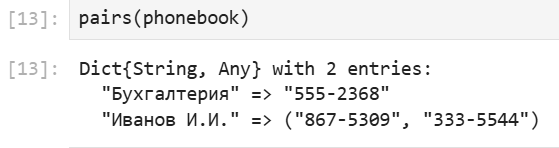 [13]: pairs(phonebook)
[13]: Dict{String, Any} with 2 entries:
"Бухгалтерия" => "555-2368"
"Иванов И.И." => ("867-5309", "333-5544")